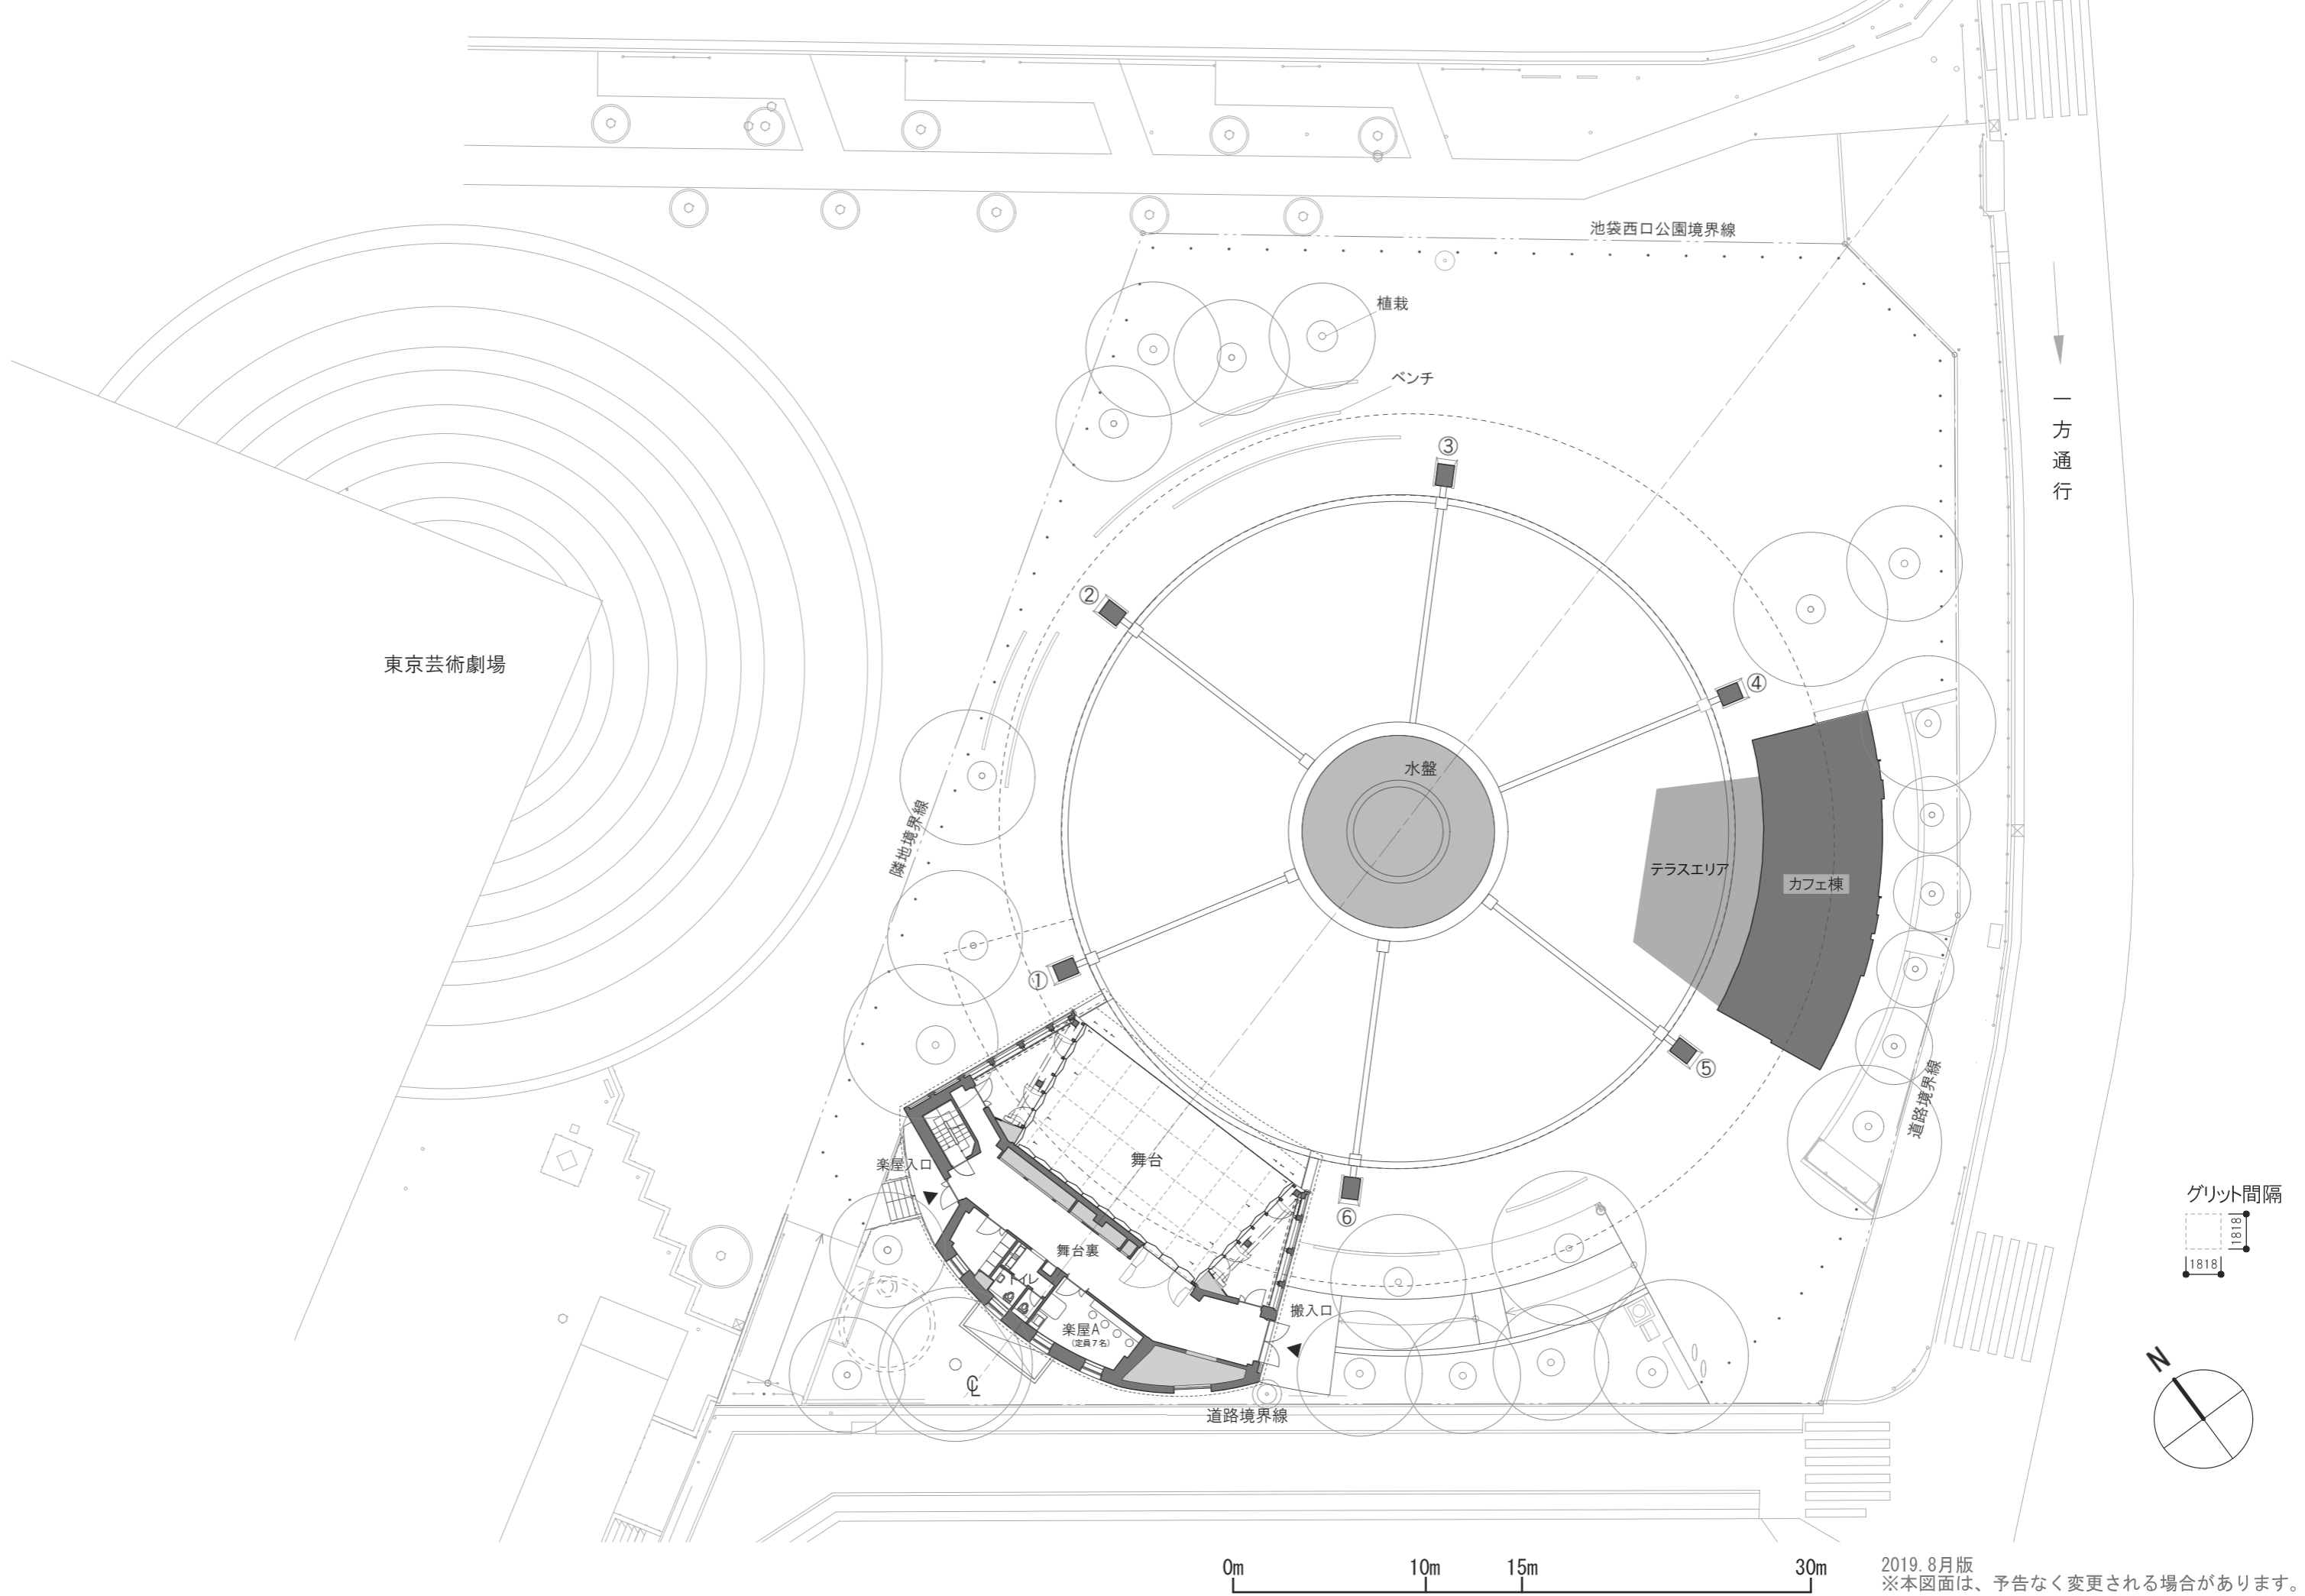 池袋西口公園境界線
植栽
ベンチ
一方通行
③
②
④
東京芸術劇場
水盤
隣地境界線
テラスエリア
カフェ棟
①
⑤
道路境界線
楽屋入口
舞台
⑥
舞台裏
トイレ
搬入口
楽屋A
(定員7名)
℄
道路境界線
グリット間隔
1818
1818
N
0m 10m 15m 30m
2019.8月版
※本図面は、予告なく変更される場合があります。